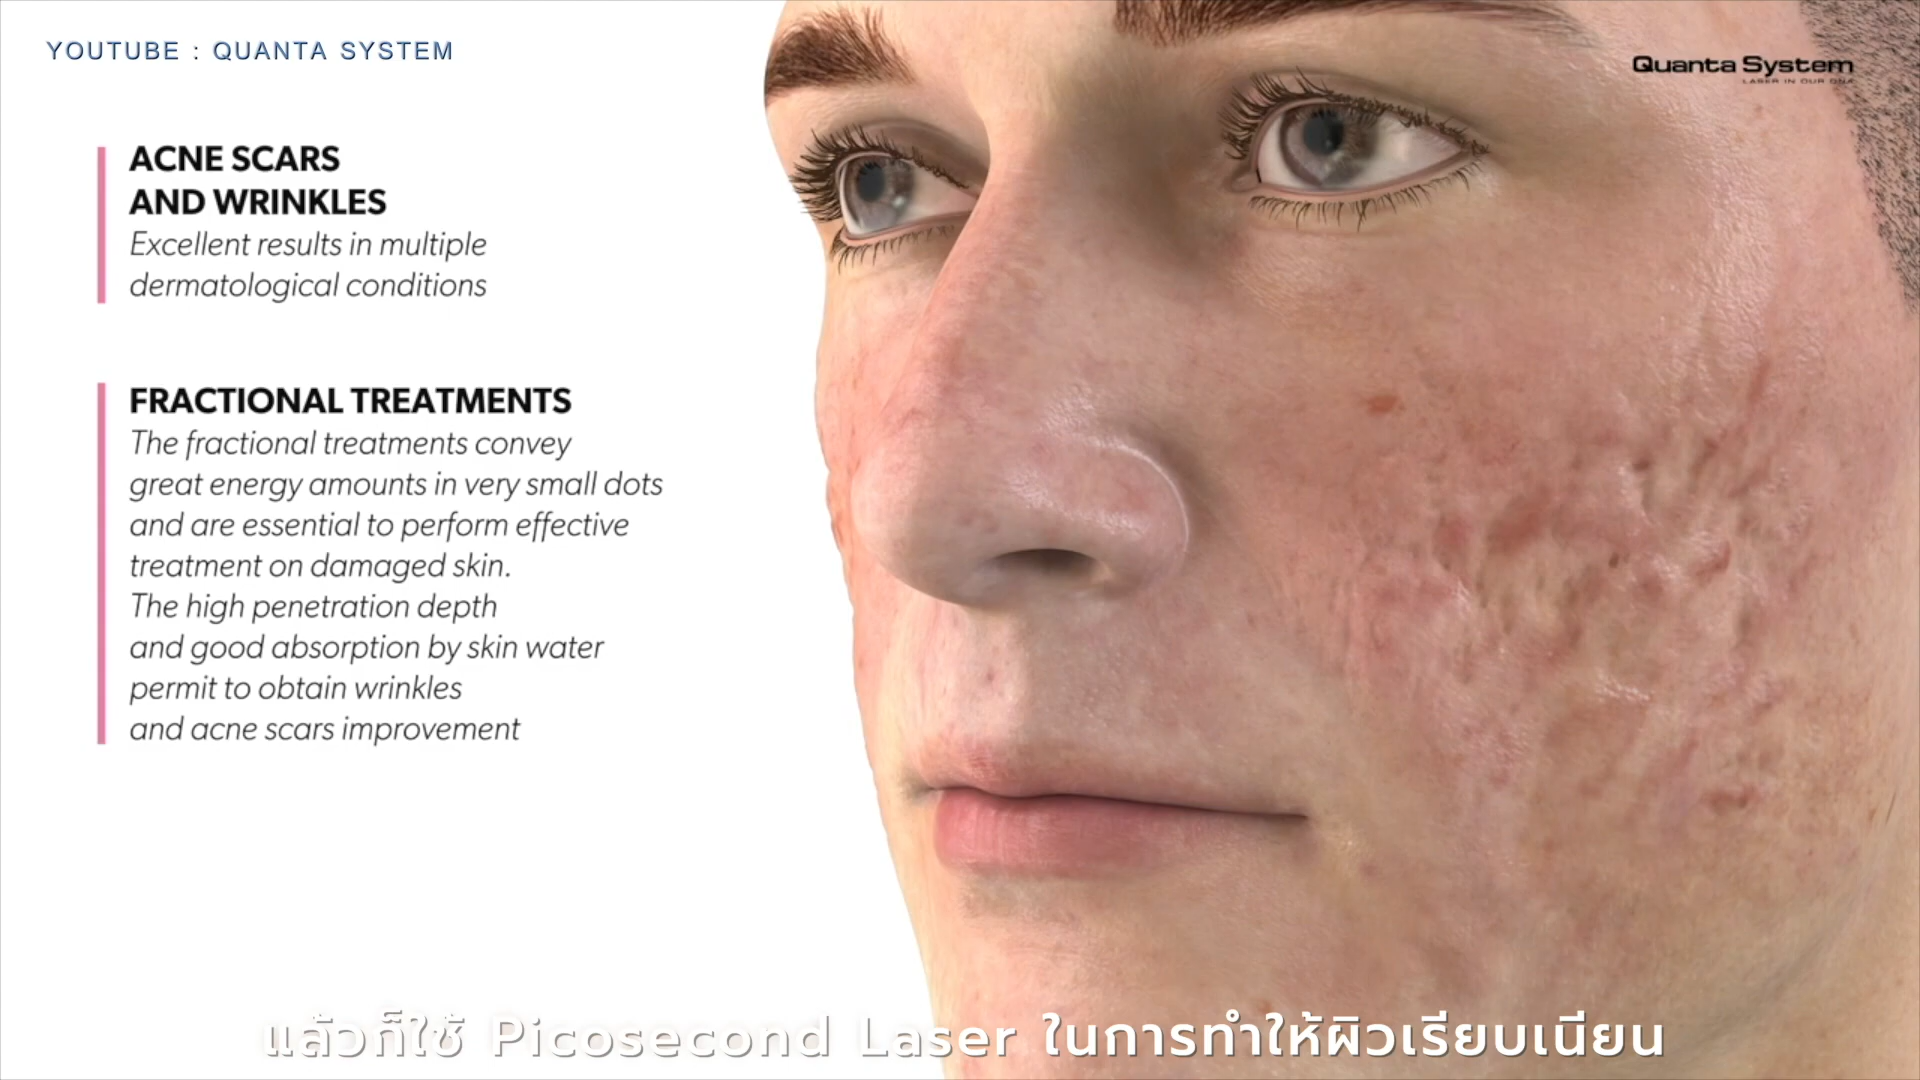 YOUTUBE : QUANTA SYSTEM
Quanta System
LASER IN OUR DNA
ACNE SCARS
AND WRINKLES
Excellent results in multiple
dermatological conditions
FRACTIONAL TREATMENTS
The fractional treatments convey
great energy amounts in very small dots
and are essential to perform effective
treatment on damaged skin.
The high penetration depth
and good absorption by skin water
permit to obtain wrinkles
and acne scars improvement
แล้วก็ใช้ Picosecond Laser ในการทำให้ผิวเรียบเนียน